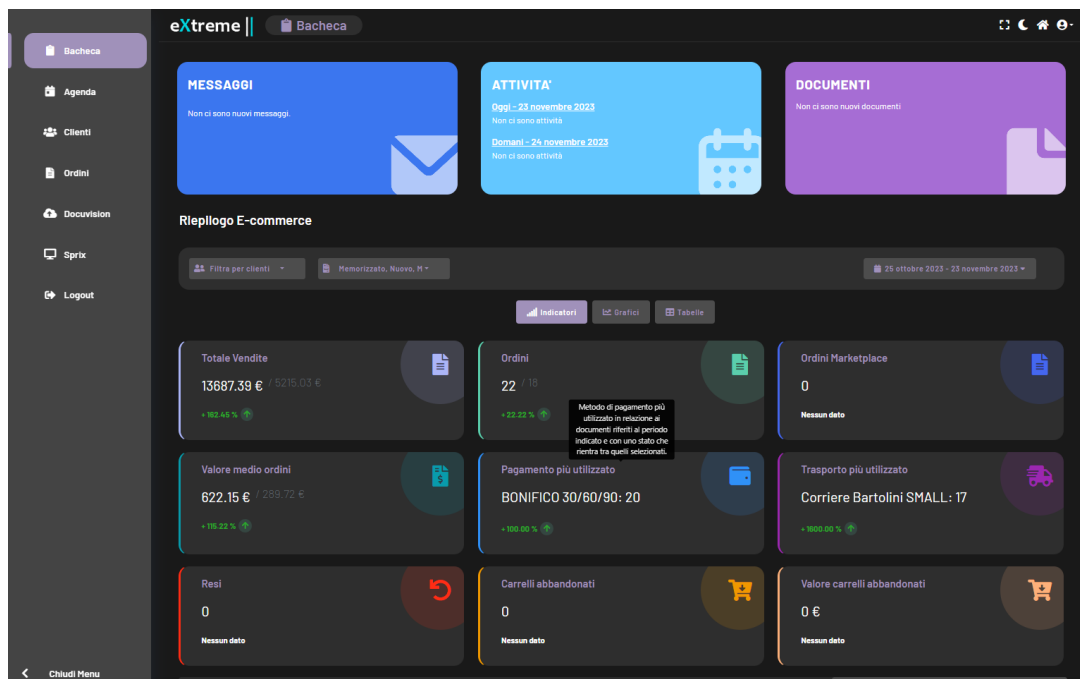 eXtreme ||
Bacheca
Bacheca
Agenda
Clienti
Ordini
Docuvision
Sprix
Logout
Chiudi Menu
MESSAGGI
Non ci sono nuovi messaggi.
ATTIVITA'
Oggi - 23 novembre 2023
Non ci sono attività
Domani - 24 novembre 2023
Non ci sono attività
DOCUMENTI
Non ci sono nuovi documenti
Riepilogo E-commerce
Filtra per clienti
Memorizzato, Nuovo, M
25 ottobre 2023 - 23 novembre 2023
Indicatori
Grafici
Tabelle
Totale Vendite
13687.39 € / 5215.03 €
+ 162.45 %
Ordini
22 / 18
+ 22.22 %
Ordini Marketplace
0
Nessun dato
Metodo di pagamento più
utilizzato in relazione ai
documenti riferiti al periodo
indicato e con uno stato che
rientra tra quelli selezionati.
Valore medio ordini
622.15 € / 289.72 €
+ 115.22 %
Pagamento più utilizzato
BONIFICO 30/60/90: 20
+ 100.00 %
Trasporto più utilizzato
Corriere Bartolini SMALL: 17
+ 1600.00 %
Resi
0
Nessun dato
Carrelli abbandonati
0
Nessun dato
Valore carrelli abbandonati
0 €
Nessun dato